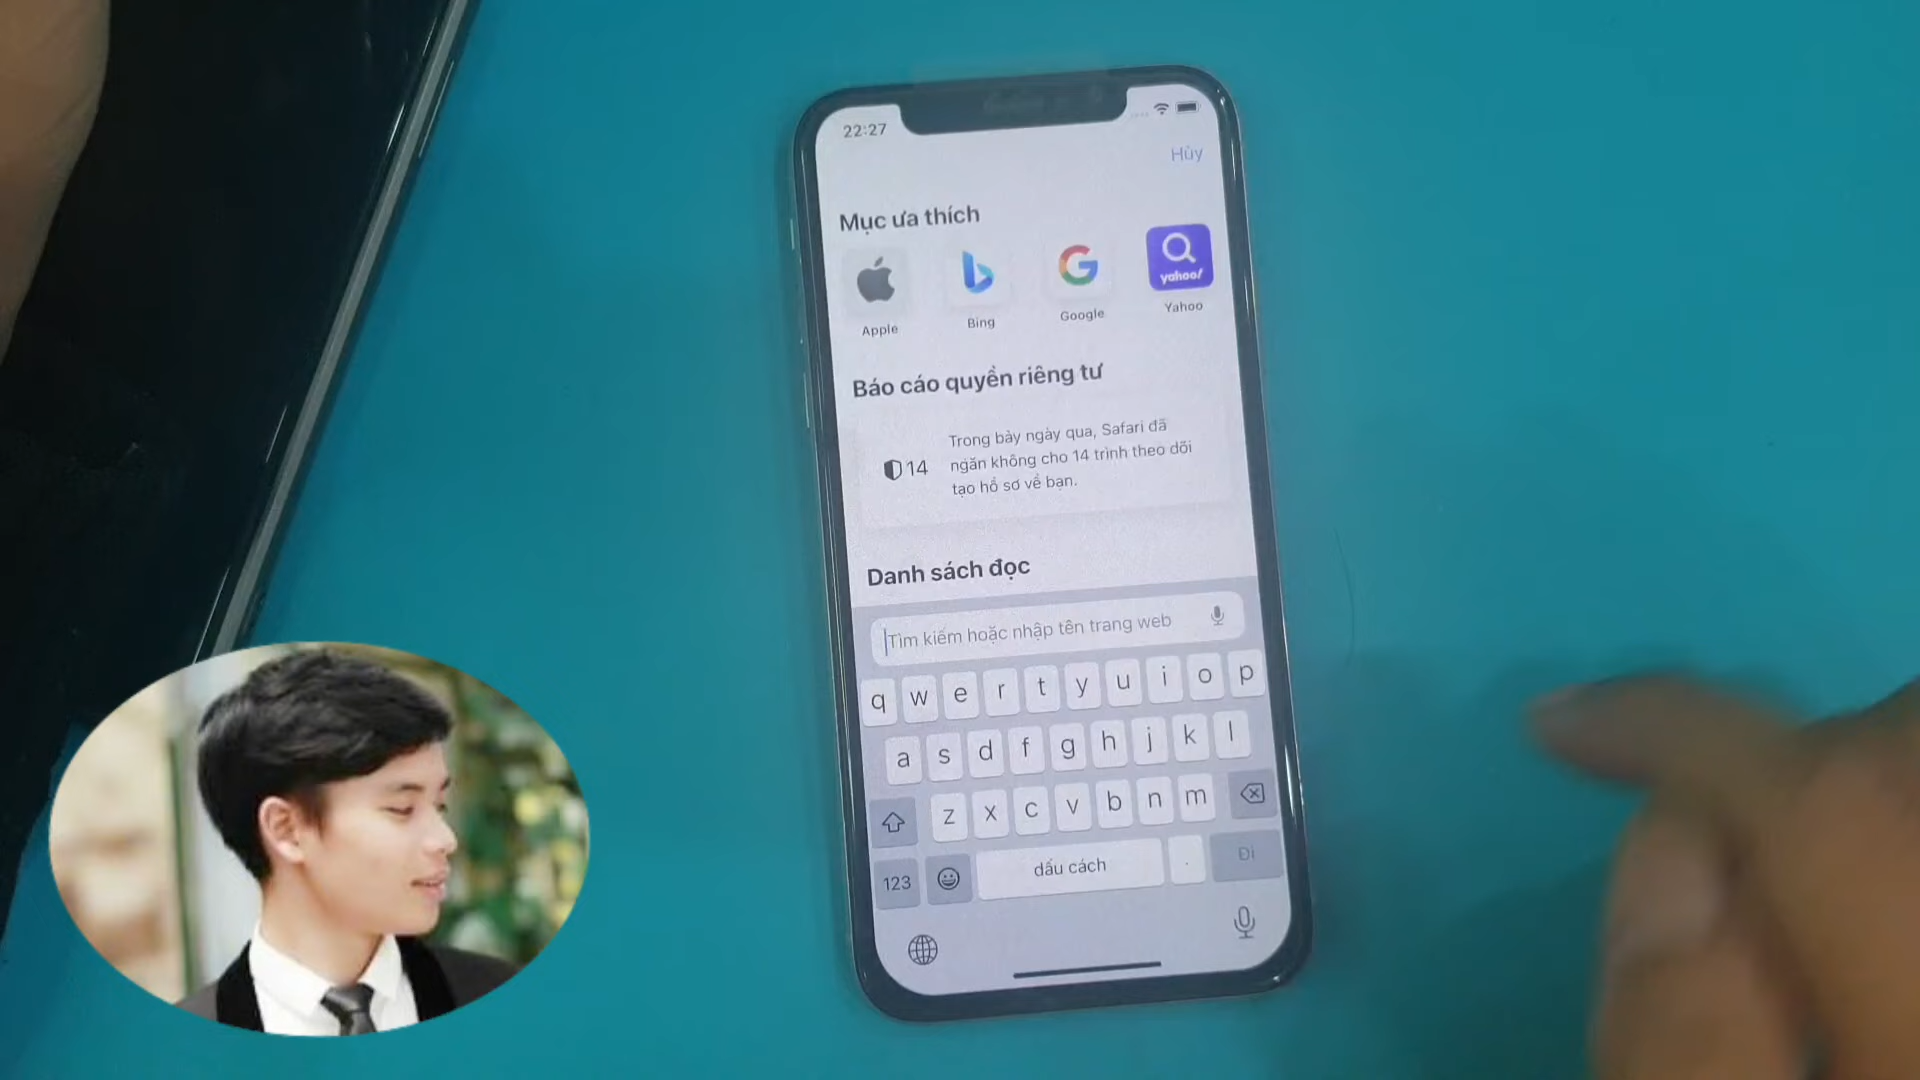 22:27
Hủy
Mục ưa thích
yahoo!
Apple
Bing
Google
Yahoo
Báo cáo quyền riêng tư
14
Trong bảy ngày qua, Safari đã
ngăn không cho 14 trình theo dõi
tạo hồ sơ về bạn.
Danh sách đọc
Tìm kiếm hoặc nhập tên trang web
q w e r t y u i o p
a s d f g h j k l
z x c v b n m
123
dấu cách
.
Đi